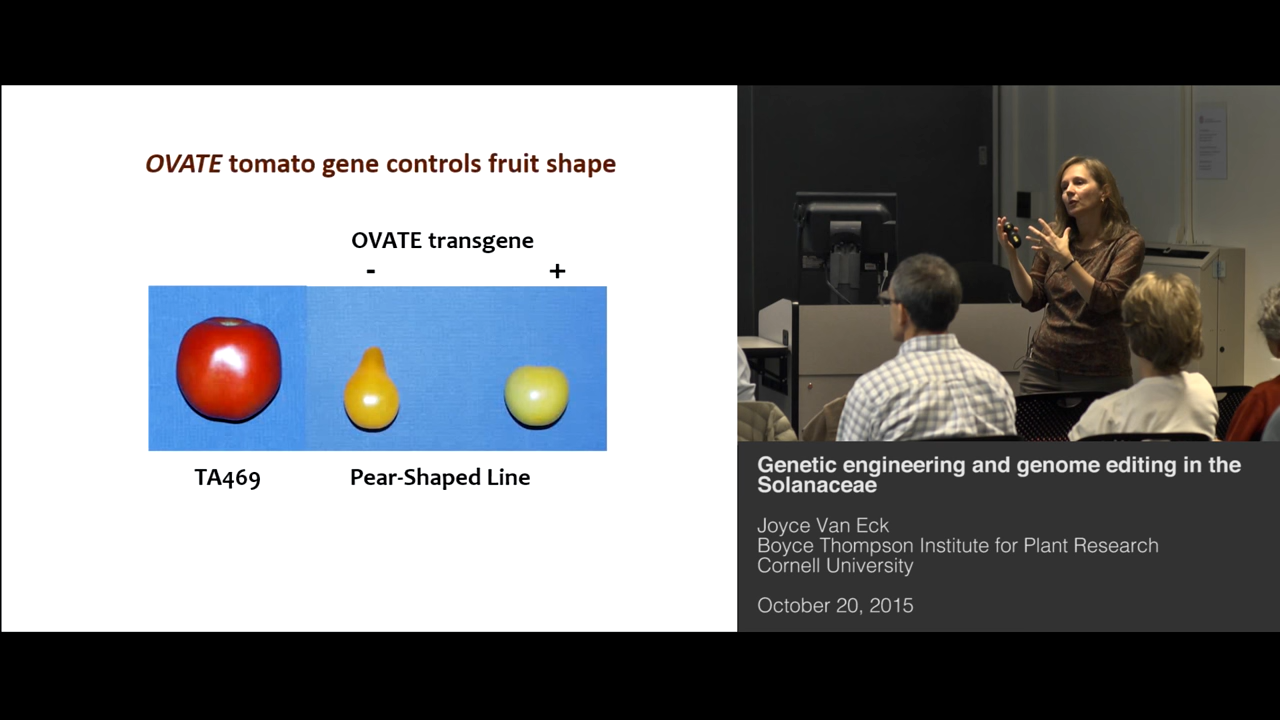 OVATE tomato gene controls fruit shape
OVATE transgene
- +
TA469
Pear-Shaped Line
Genetic engineering and genome editing in the
Solanaceae
Joyce Van Eck
Boyce Thompson Institute for Plant Research
Cornell University
October 20, 2015